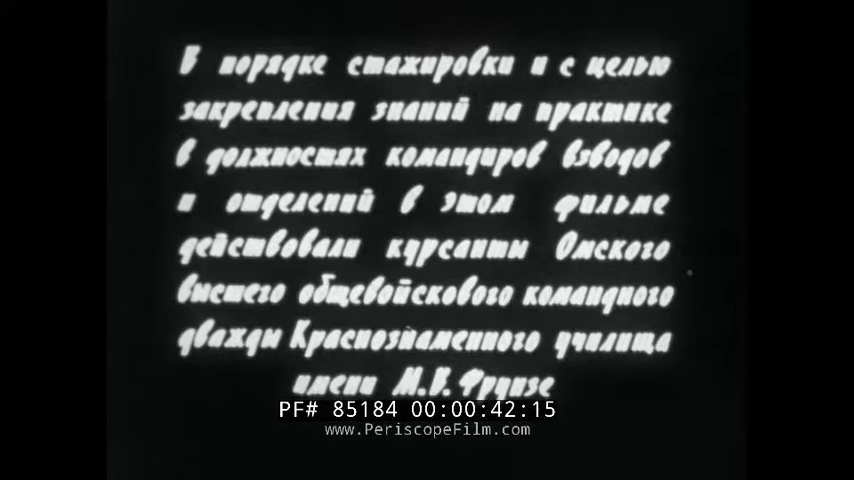 В порядке стажировки и с целью
закрепления знаний на практике
в должностях командиров взводов
и отделений в этом фильме
действовали курсанты Омского
высшего общевойскового командного
дважды Краснознаменного училища
имени М.В. Фрунзе
PF# 85184 00:00:42:15
www.PeriscopeFilm.com